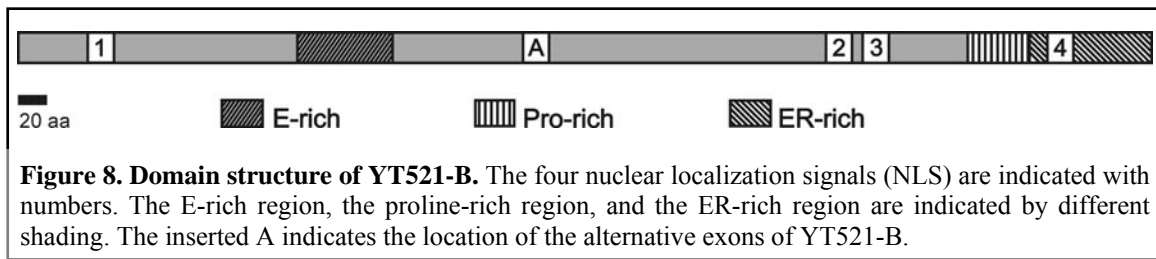 1 A 2 3 4
20 aa E-rich Pro-rich ER-rich
Figure 8. Domain structure of YT521-B. The four nuclear localization signals (NLS) are indicated with
numbers. The E-rich region, the proline-rich region, and the ER-rich region are indicated by different
shading. The inserted A indicates the location of the alternative exons of YT521-B.